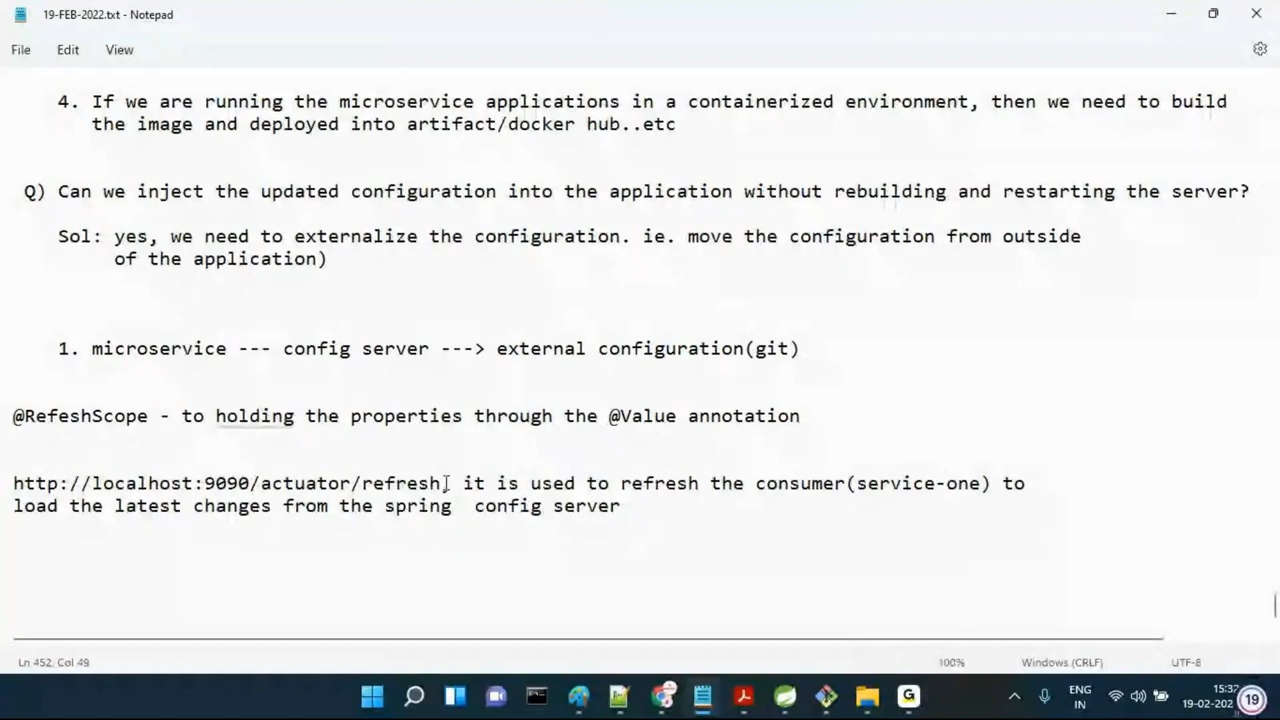 19-FEB-2022.txt - Notepad
File Edit View
4. If we are running the microservice applications in a containerized environment, then we need to build
the image and deployed into artifact/docker hub..etc
Q) Can we inject the updated configuration into the application without rebuilding and restarting the server?
Sol: yes, we need to externalize the configuration. ie. move the configuration from outside
of the application)
1. microservice --- config server ---> external configuration(git)
@RefeshScope - to holding the properties through the @Value annotation
http://localhost:9090/actuator/refresh it is used to refresh the consumer(service-one) to
load the latest changes from the spring config server
Ln 452, Col 49 100% Windows (CRLF) UTF-8
ENG
IN
19